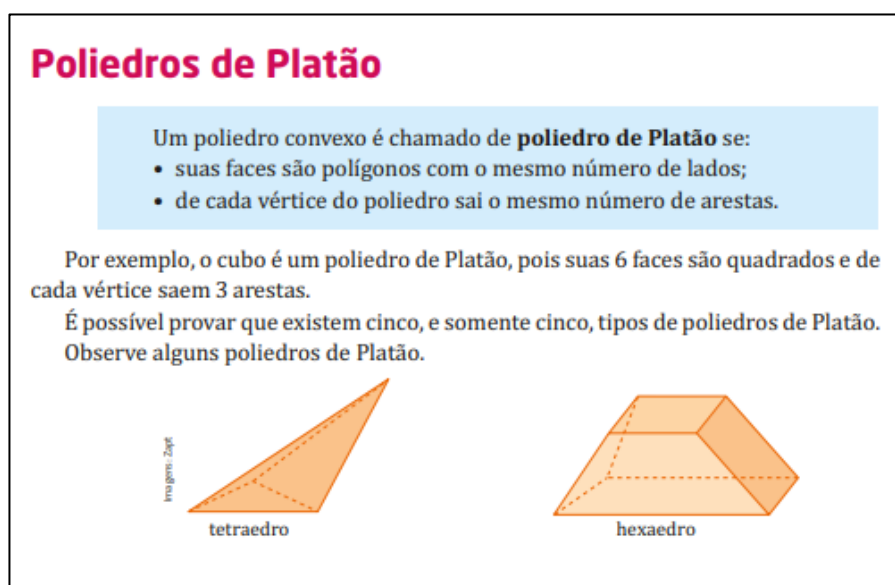 Poliedros de Platão
Um poliedro convexo é chamado de poliedro de Platão se:
• suas faces são polígonos com o mesmo número de lados;
• de cada vértice do poliedro sai o mesmo número de arestas.
Por exemplo, o cubo é um poliedro de Platão, pois suas 6 faces são quadrados e de
cada vértice saem 3 arestas.
É possível provar que existem cinco, e somente cinco, tipos de poliedros de Platão.
Observe alguns poliedros de Platão.
Imagens: Zapt
tetraedro
hexaedro